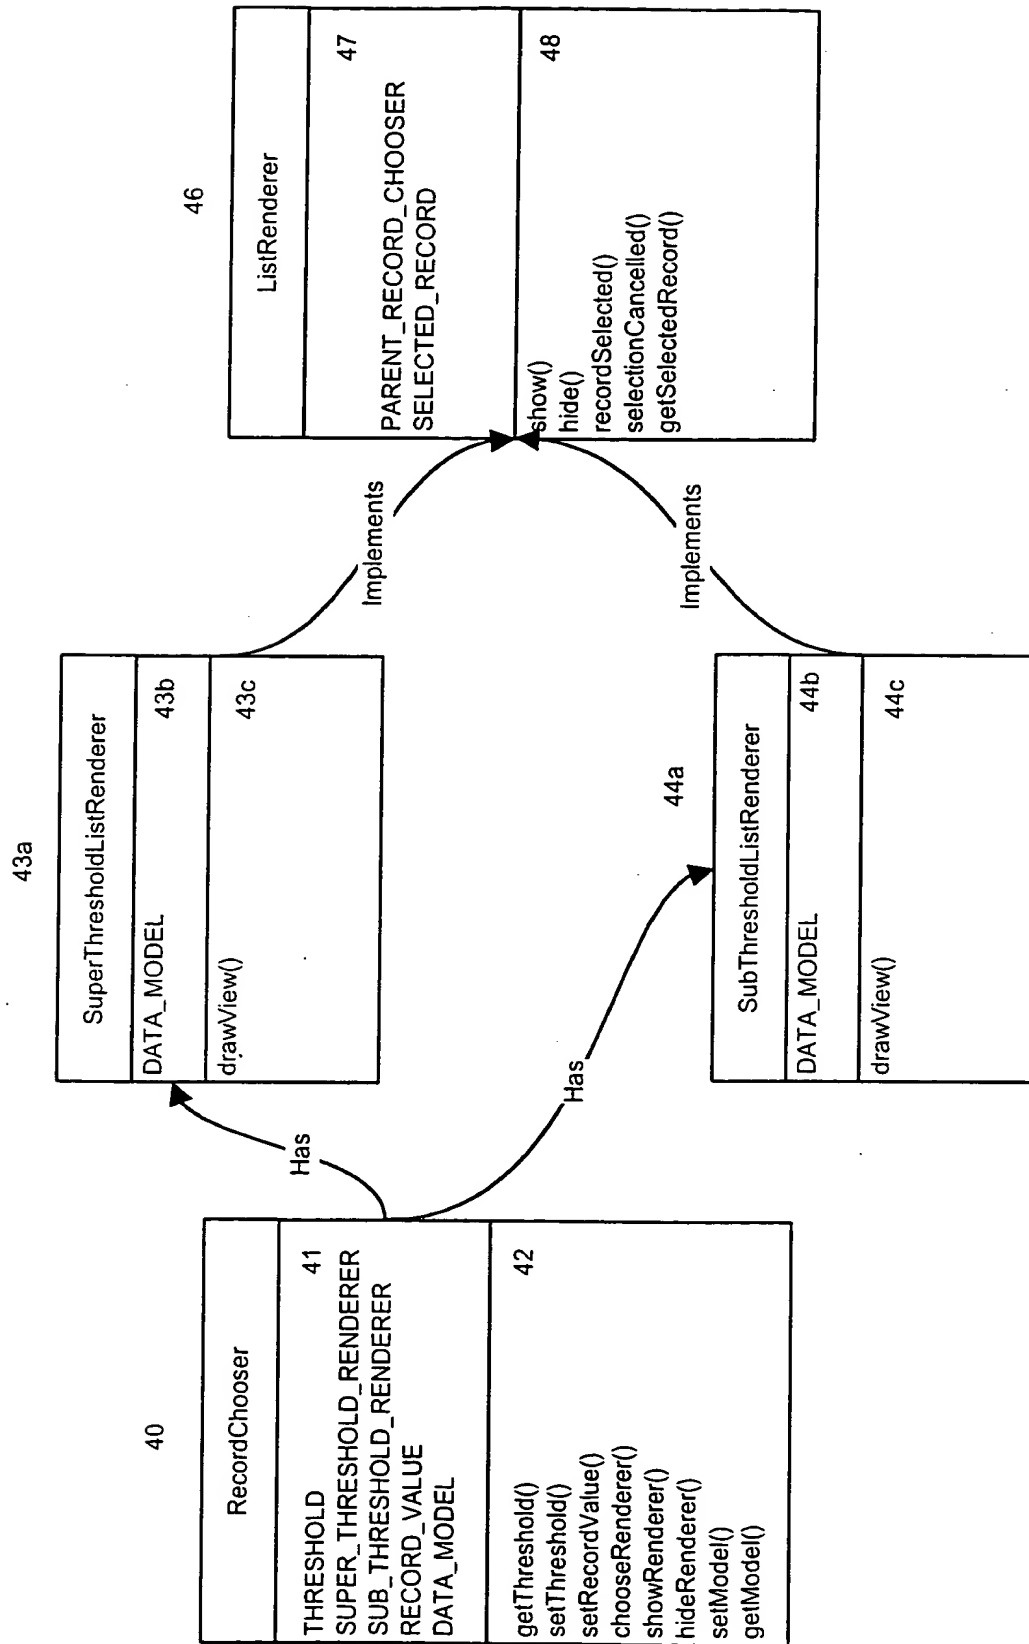 40
RecordChooser
41
THRESHOLD
SUPER_THRESHOLD_RENDERER
SUB_THRESHOLD_RENDERER
RECORD_VALUE
DATA_MODEL
42
getThreshold()
setThreshold()
setRecordValue()
chooseRenderer()
showRenderer()
hideRenderer()
setModel()
getModel()
Has
Has
43a
SuperThresholdListRenderer
43b
DATA_MODEL
43c
drawView()
44a
SubThresholdListRenderer
44b
DATA_MODEL
44c
drawView()
Implements
Implements
46
ListRenderer
47
PARENT_RECORD_CHOOSER
SELECTED_RECORD
48
show()
hide()
recordSelected()
selectionCancelled()
getSelectedRecord()